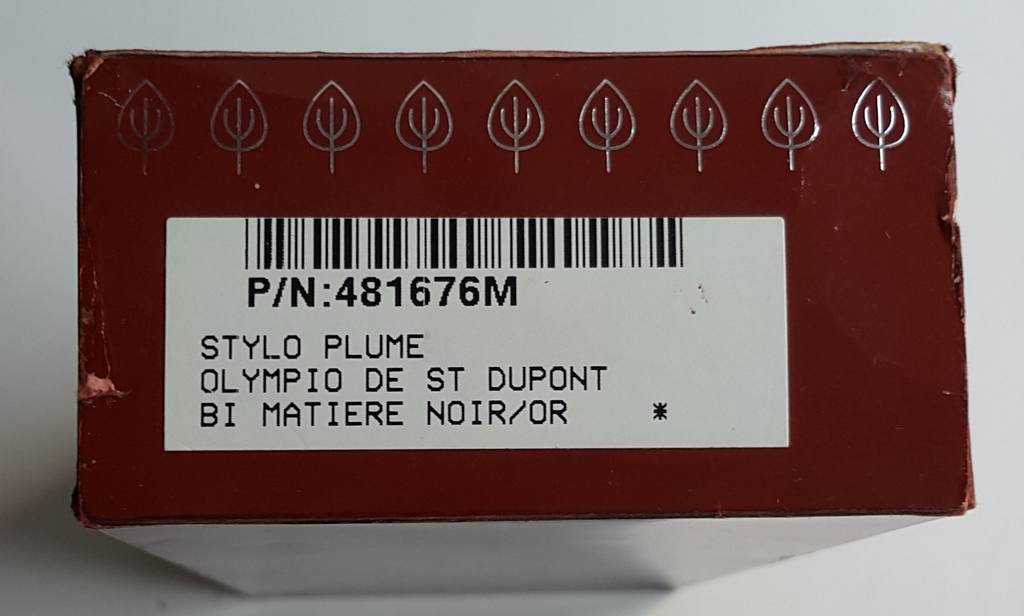 P/N:481676M
STYLO PLUME
OLYMPIO DE ST DUPONT
BI MATIERE NOIR/OR *